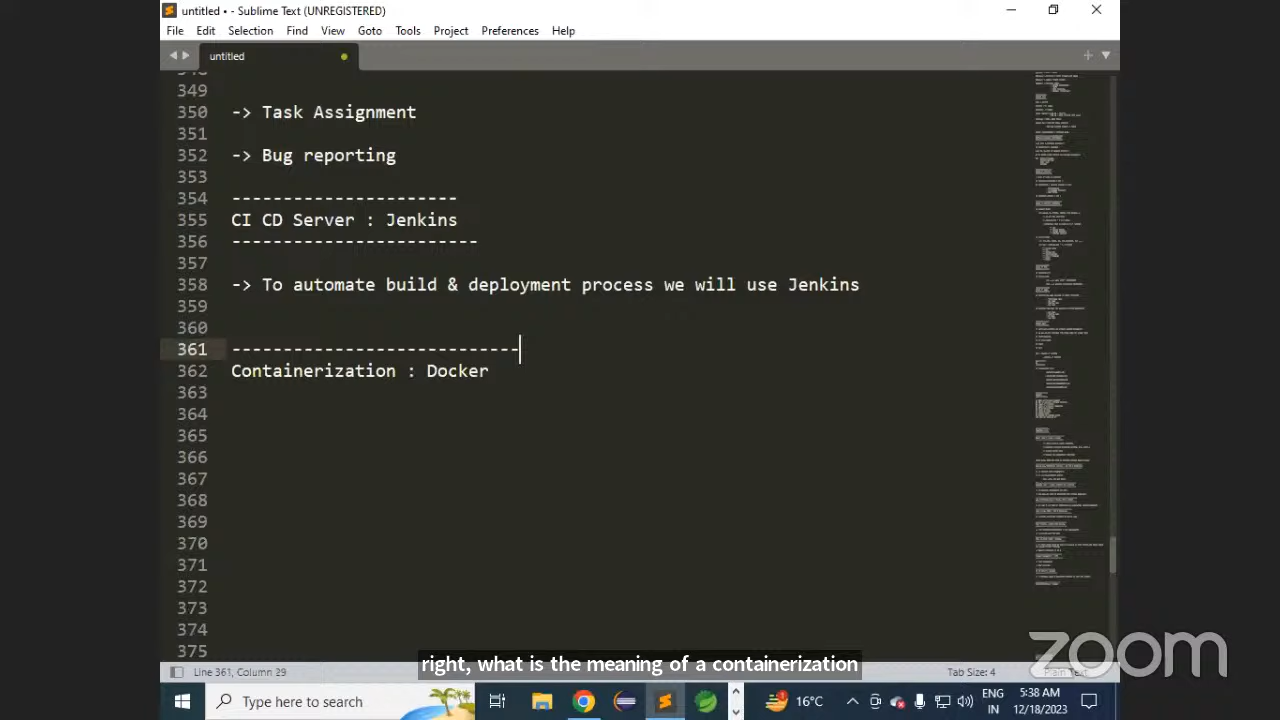 untitled • - Sublime Text (UNREGISTERED)
File Edit Selection Find View Goto Tools Project Preferences Help
untitled
349
350 -> Task Assignment
351
352 -> Bug reporting
353
354 ----------------------
355 CI CD Server : Jenkins
356 ------------------------
357
358 -> To automate build & deployment process we will use Jenkins
359
360
361 ----------------------------
362 Containerization : Docker
363
364
365
366
367
368
369
370
371
372
373
374
375
right, what is the meaning of a containerization
zoom
Line 361, Column 29 Tab Size: 4 Plain Text
Type here to search 16°C ENG IN 5:38 AM 12/18/2023